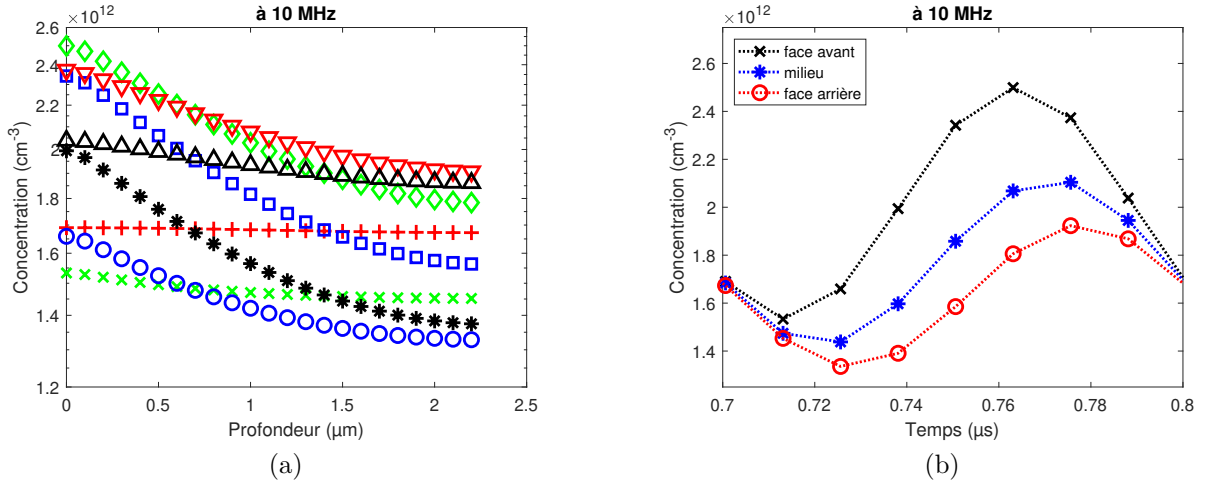 à 10 MHz
×10^12
2.6
2.4
2.2
2
1.8
1.6
1.4
1.2
Concentration (cm-3)
0
0.5
1
1.5
2
2.5
Profondeur (µm)
(a)
à 10 MHz
×10^12
face avant
milieu
face arrière
2.6
2.4
2.2
2
1.8
1.6
1.4
Concentration (cm-3)
0.7
0.72
0.74
0.76
0.78
0.8
Temps (µs)
(b)